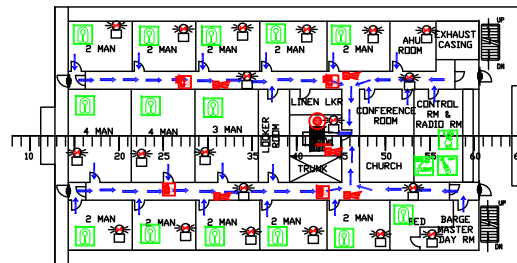 2 MAN
2 MAN
2 MAN
2 MAN
2 MAN
AHU
ROOM
EXHAUST
CASING
UP
DN
4 MAN
4 MAN
3 MAN
LOCKER
ROOM
LINEN LKR
CONFERENCE
ROOM
CONTROL
RM &
RADIO RM
10
15
21
25
30
35
40
45
50
55
60
TRUNK
CHURCH
2 MAN
2 MAN
2 MAN
2 MAN
2 MAN
BARGE
MASTER
DAY RM
UP
DN